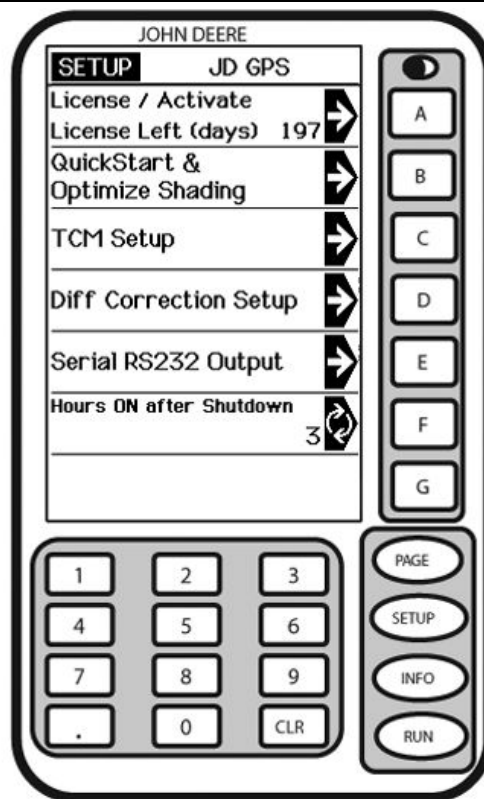 JOHN DEERE
SETUP JD GPS
License / Activate
License Left (days) 197
QuickStart &
Optimize Shading
TCM Setup
Diff Correction Setup
Serial RS232 Output
Hours ON after Shutdown
3
A
B
C
D
E
F
G
PAGE
SETUP
INFO
RUN
1 2 3
4 5 6
7 8 9
. 0 CLR